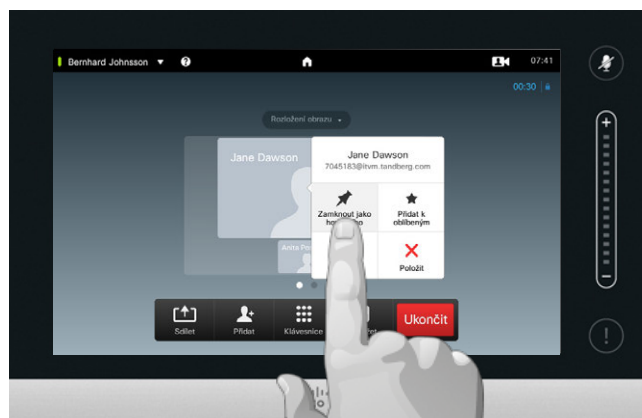 Bernhard Johnsson
?
07:41
00:30
Rozložení obrazu
Jane Dawson
Jane Dawson
7045183@itvm.tandberg.com
Zamknout jako
Přidat k
oblíbeným
Anita
Položit
Sdílet
Přidat
Klávesnice
Ukončit
+
−
!